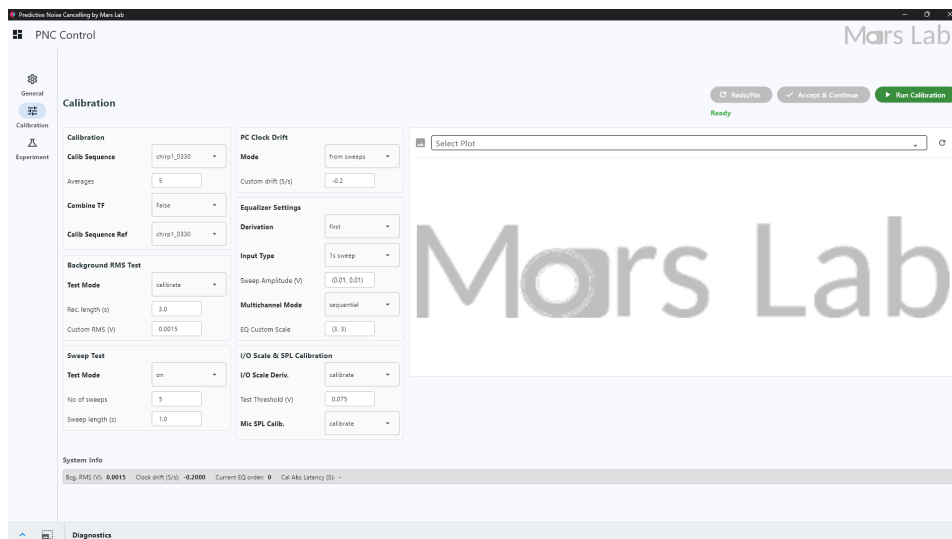 Predictive Noise Cancelling by Mars Lab
PNC Control
Mars Lab
General
Calibration
Experiment
Calibration
Redo/No
Accept & Continue
Run Calibration
Ready
Calibration
Calib Sequence chirp1_0330
Averages 5
Combine TF False
Calib Sequence Ref chirp1_0330
Background RMS Test
Test Mode calibrate
Rec. length (s) 3.0
Custom RMS (V) 0.0015
Sweep Test
Test Mode on
No of sweeps 5
Sweep length (s) 1.0
PC Clock Drift
Mode from sweeps
Custom drift (S/s) -0.2
Equalizer Settings
Derivation first
Input Type 1s sweep
Sweep Amplitude (V) (0.01, 0.01)
Multichannel Mode sequential
EQ Custom Scale (3, 3)
I/O Scale & SPL Calibration
I/O Scale Deriv. calibrate
Test Threshold (V) 0.075
Mic SPL Calib. calibrate
Select Plot
Mars Lab
System Info
Bcg. RMS (V): 0.0015 Clock drift (S/s): -0.2000 Current EQ order: 0 Cal Abs Latency (S): -
Diagnostics